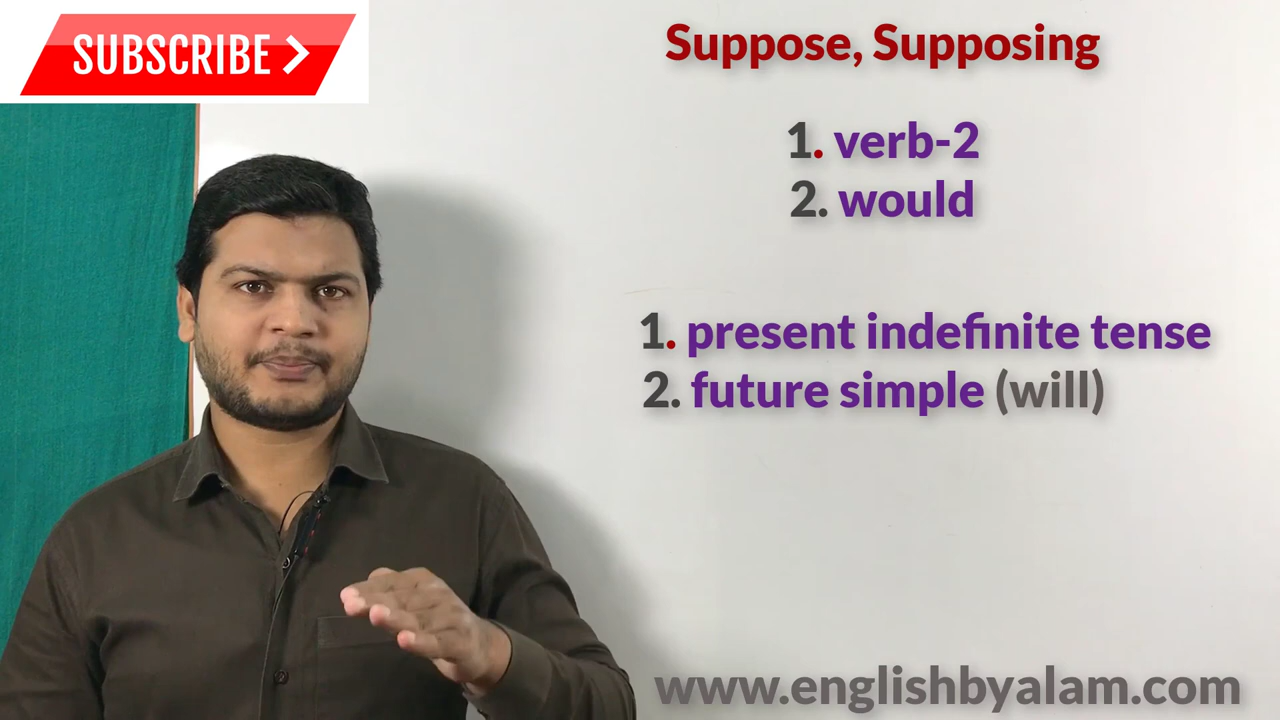 SUBSCRIBE
Suppose, Supposing
1. verb-2
2. would
1. present indefinite tense
2. future simple (will)
www.englishbyalam.com